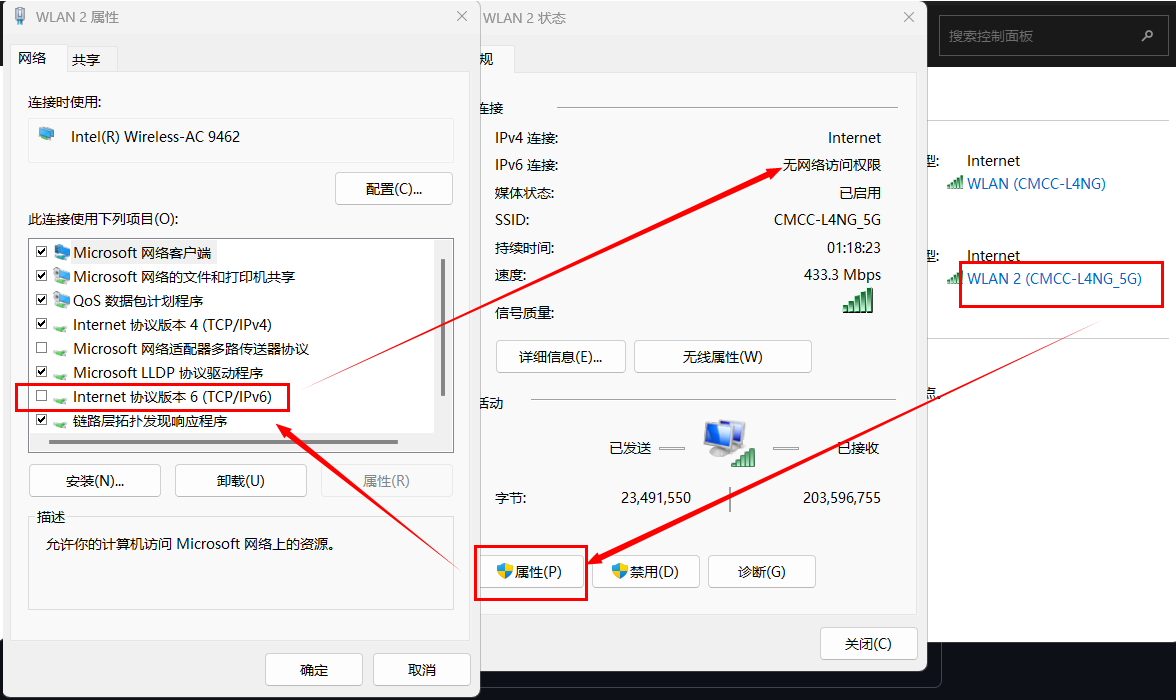 WLAN 2 属性
网络
共享
连接时使用:
Intel(R) Wireless-AC 9462
配置(C)...
此连接使用下列项目(O):
Microsoft 网络客户端
Microsoft 网络的文件和打印机共享
QoS 数据包计划程序
Internet 协议版本 4 (TCP/IPv4)
Microsoft 网络适配器多路传送器协议
Microsoft LLDP 协议驱动程序
Internet 协议版本 6 (TCP/IPv6)
链路层拓扑发现响应程序
安装(N)...
卸载(U)
属性(R)
描述
允许你的计算机访问 Microsoft 网络上的资源。
确定
取消
WLAN 2 状态
规
连接
IPv4 连接:
Internet
IPv6 连接:
无网络访问权限
媒体状态:
已启用
SSID:
CMCC-L4NG_5G
持续时间:
01:18:23
速度:
433.3 Mbps
信号质量:
详细信息(E)...
无线属性(W)
活动
已发送
已接收
字节:
23,491,550
203,596,755
属性(P)
禁用(D)
诊断(G)
关闭(C)
搜索控制面板
型:
Internet
WLAN (CMCC-L4NG)
型:
Internet
WLAN 2 (CMCC-L4NG_5G)
点。